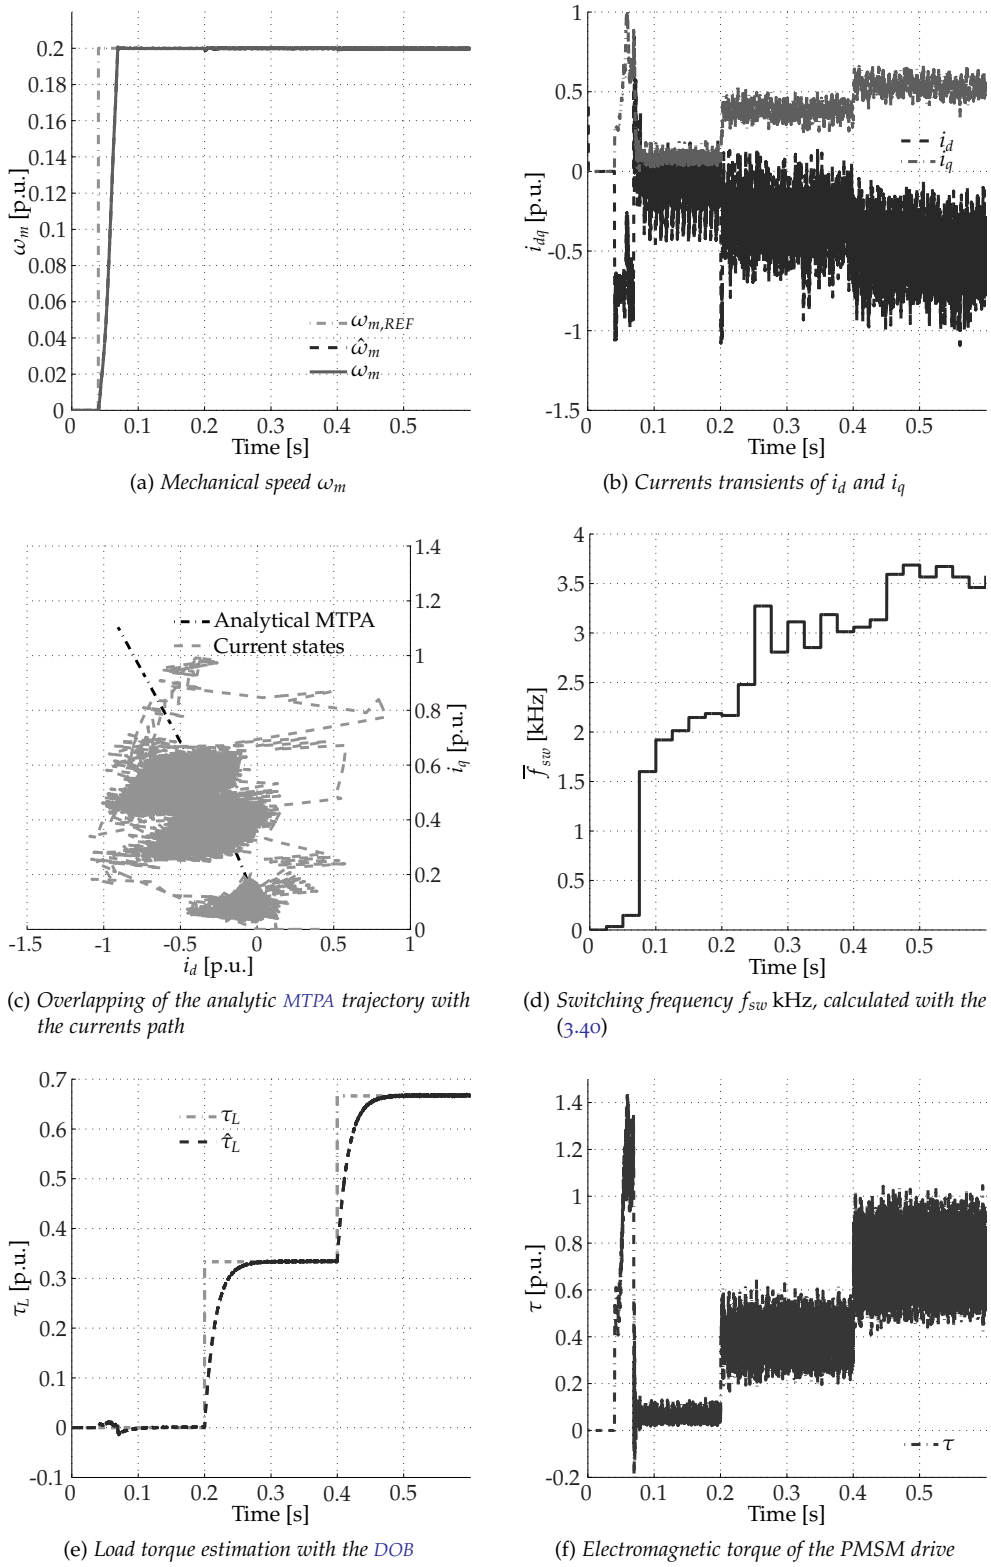 0.2
0.18
0.16
0.14
0.12
0.1
0.08
0.06
0.04
0.02
0
ω_m [p.u.]
ω_{m,REF}
ω̂_m
ω_m
0 0.1 0.2 0.3 0.4 0.5
Time [s]
(a) Mechanical speed ω_m
1
0.5
0
-0.5
-1
-1.5
i_{dq} [p.u.]
i_d
i_q
0 0.1 0.2 0.3 0.4 0.5
Time [s]
(b) Currents transients of i_d and i_q
1.4
1.2
1
0.8
0.6
0.4
0.2
0
i_q [p.u.]
Analytical MTPA
Current states
-1.5 -1 -0.5 0 0.5 1
i_d [p.u.]
(c) Overlapping of the analytic MTPA trajectory with
the currents path
4
3.5
3
2.5
2
1.5
1
0.5
0
f̅_{sw} [kHz]
0 0.1 0.2 0.3 0.4 0.5
Time [s]
(d) Switching frequency f_{sw} kHz, calculated with the
(3.40)
0.7
0.6
0.5
0.4
0.3
0.2
0.1
0
-0.1
τ_L [p.u.]
τ_L
τ̂_L
0 0.1 0.2 0.3 0.4 0.5
Time [s]
(e) Load torque estimation with the DOB
1.4
1.2
1
0.8
0.6
0.4
0.2
0
-0.2
τ [p.u.]
τ
0 0.1 0.2 0.3 0.4 0.5
Time [s]
(f) Electromagnetic torque of the PMSM drive